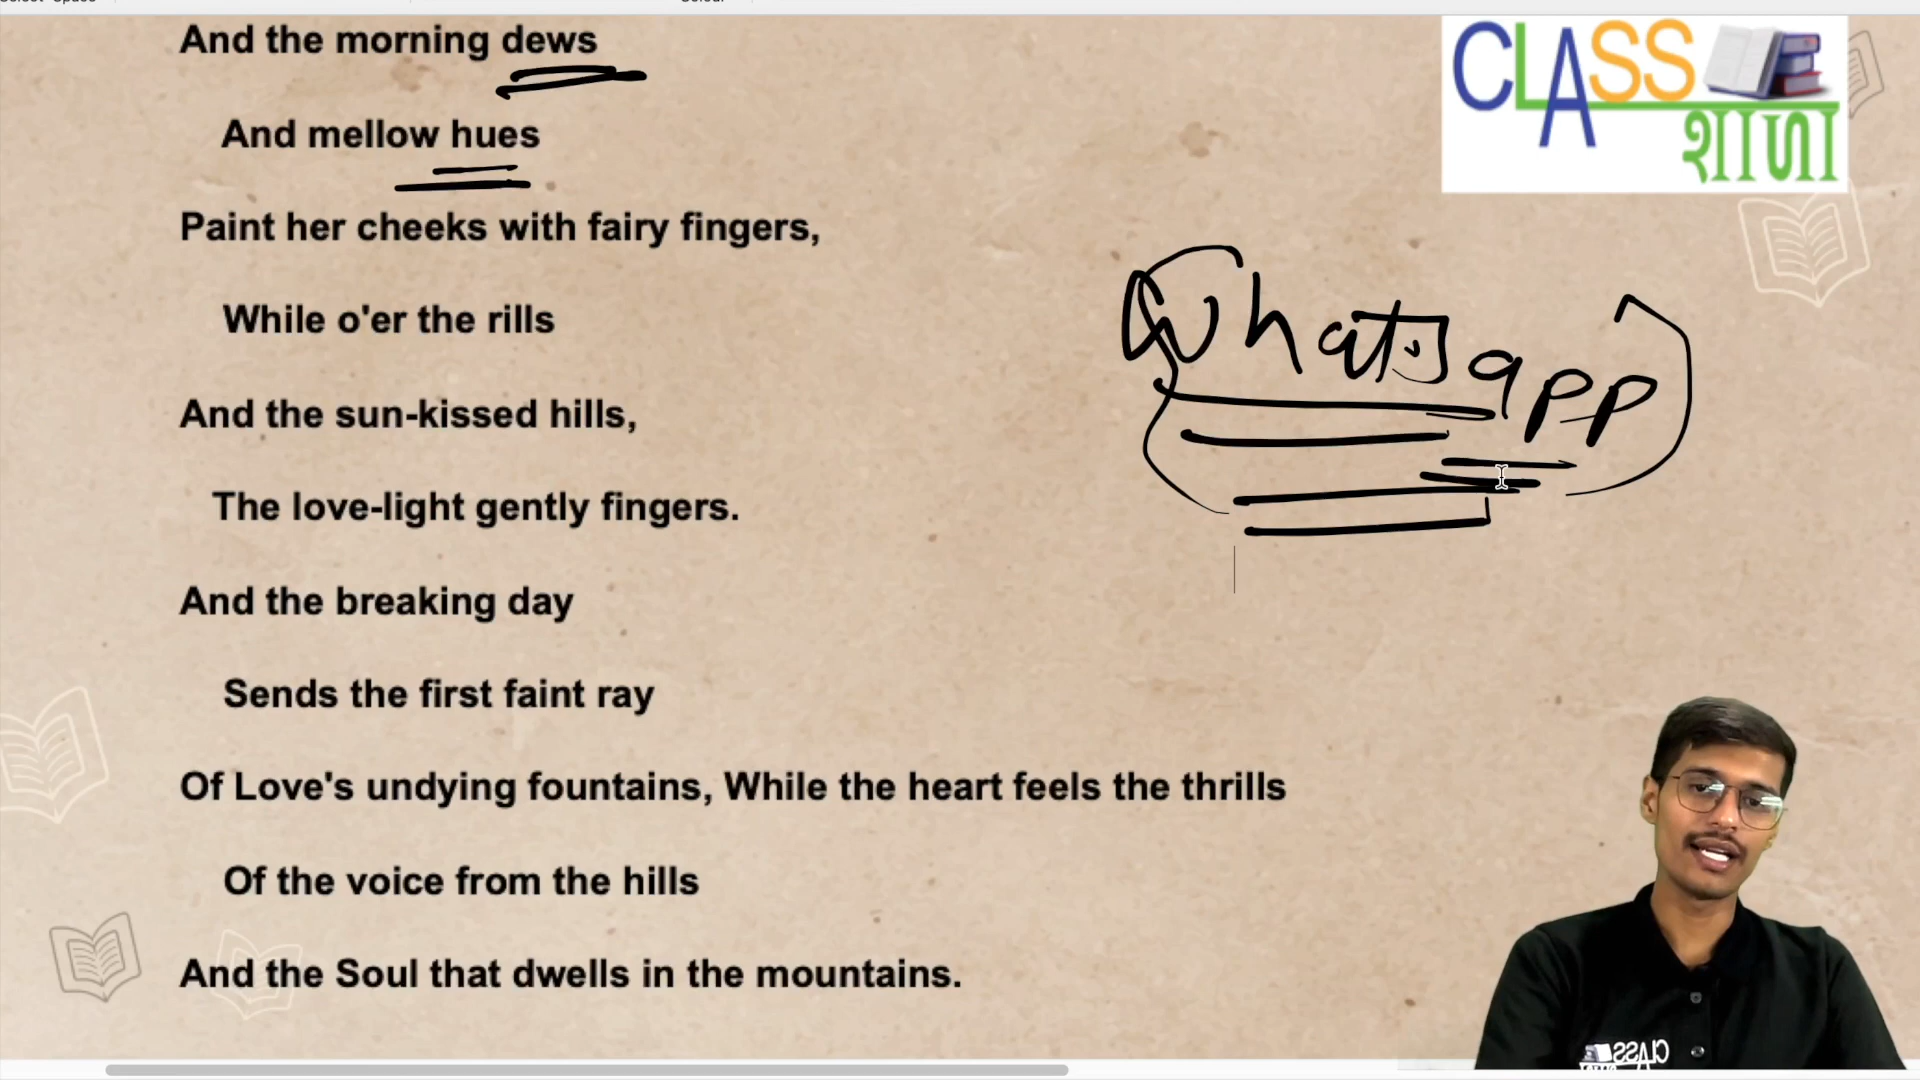 And the morning dews
And mellow hues
Paint her cheeks with fairy fingers,
While o'er the rills
And the sun-kissed hills,
The love-light gently fingers.
And the breaking day
Sends the first faint ray
Of Love's undying fountains, While the heart feels the thrills
Of the voice from the hills
And the Soul that dwells in the mountains.
CLASS
শালা
Whatsapp
CLASS